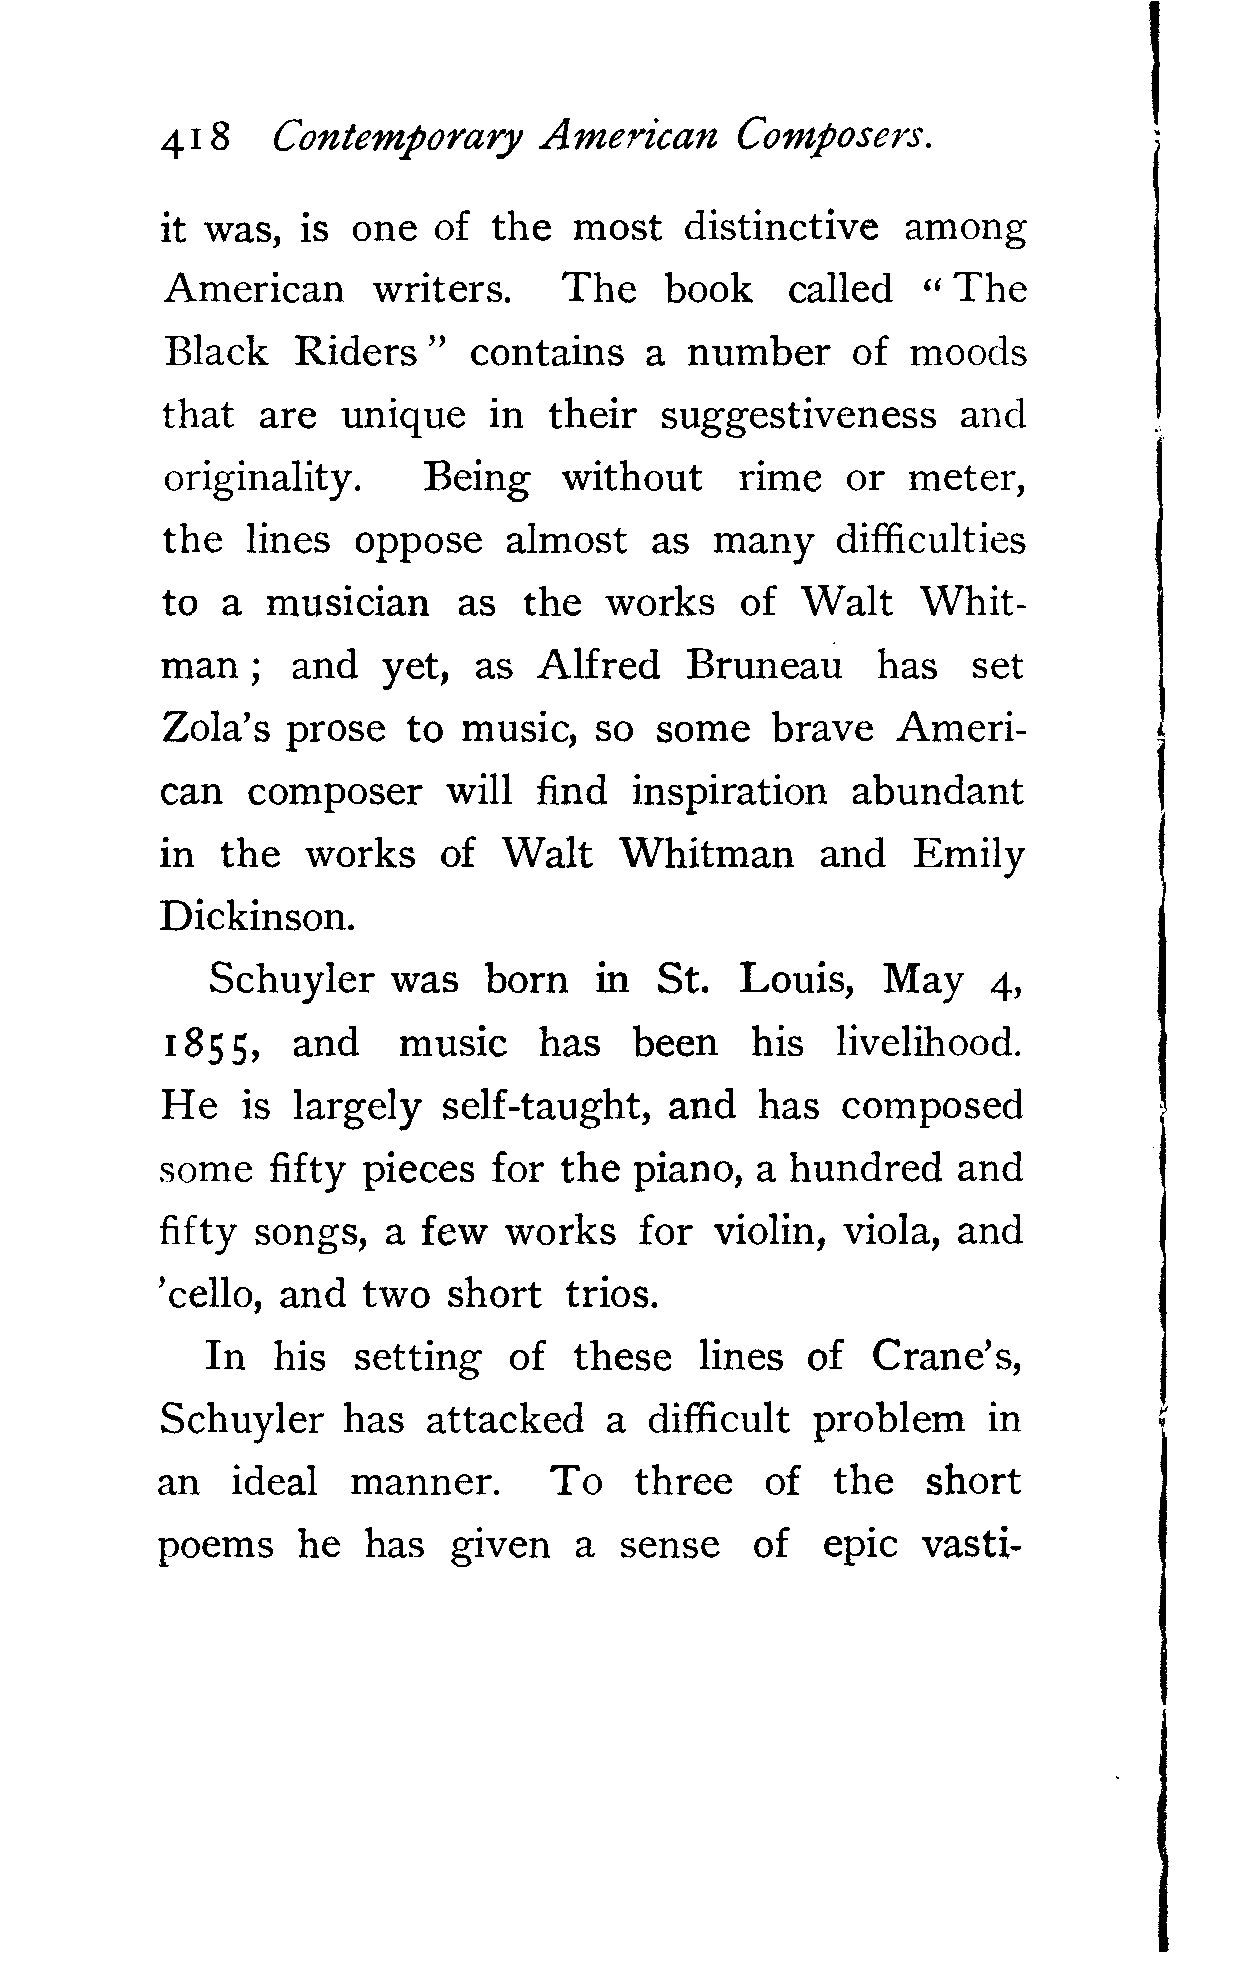 418 Contemporary American Composers.
it was, is one of the most distinctive among
American writers. The book called “ The
Black Riders ” contains a number of moods
that are unique in their suggestiveness and
originality. Being without rime or meter,
the lines oppose almost as many difficulties
to a musician as the works of Walt Whit-
man ; and yet, as Alfred Bruneau has set
Zola’s prose to music, so some brave Ameri-
can composer will find inspiration abundant
in the works of Walt Whitman and Emily
Dickinson.
Schuyler was born in St. Louis, May 4,
1855, and music has been his livelihood.
He is largely self-taught, and has composed
some fifty pieces for the piano, a hundred and
fifty songs, a few works for violin, viola, and
’cello, and two short trios.
In his setting of these lines of Crane’s,
Schuyler has attacked a difficult problem in
an ideal manner. To three of the short
poems he has given a sense of epic vasti-